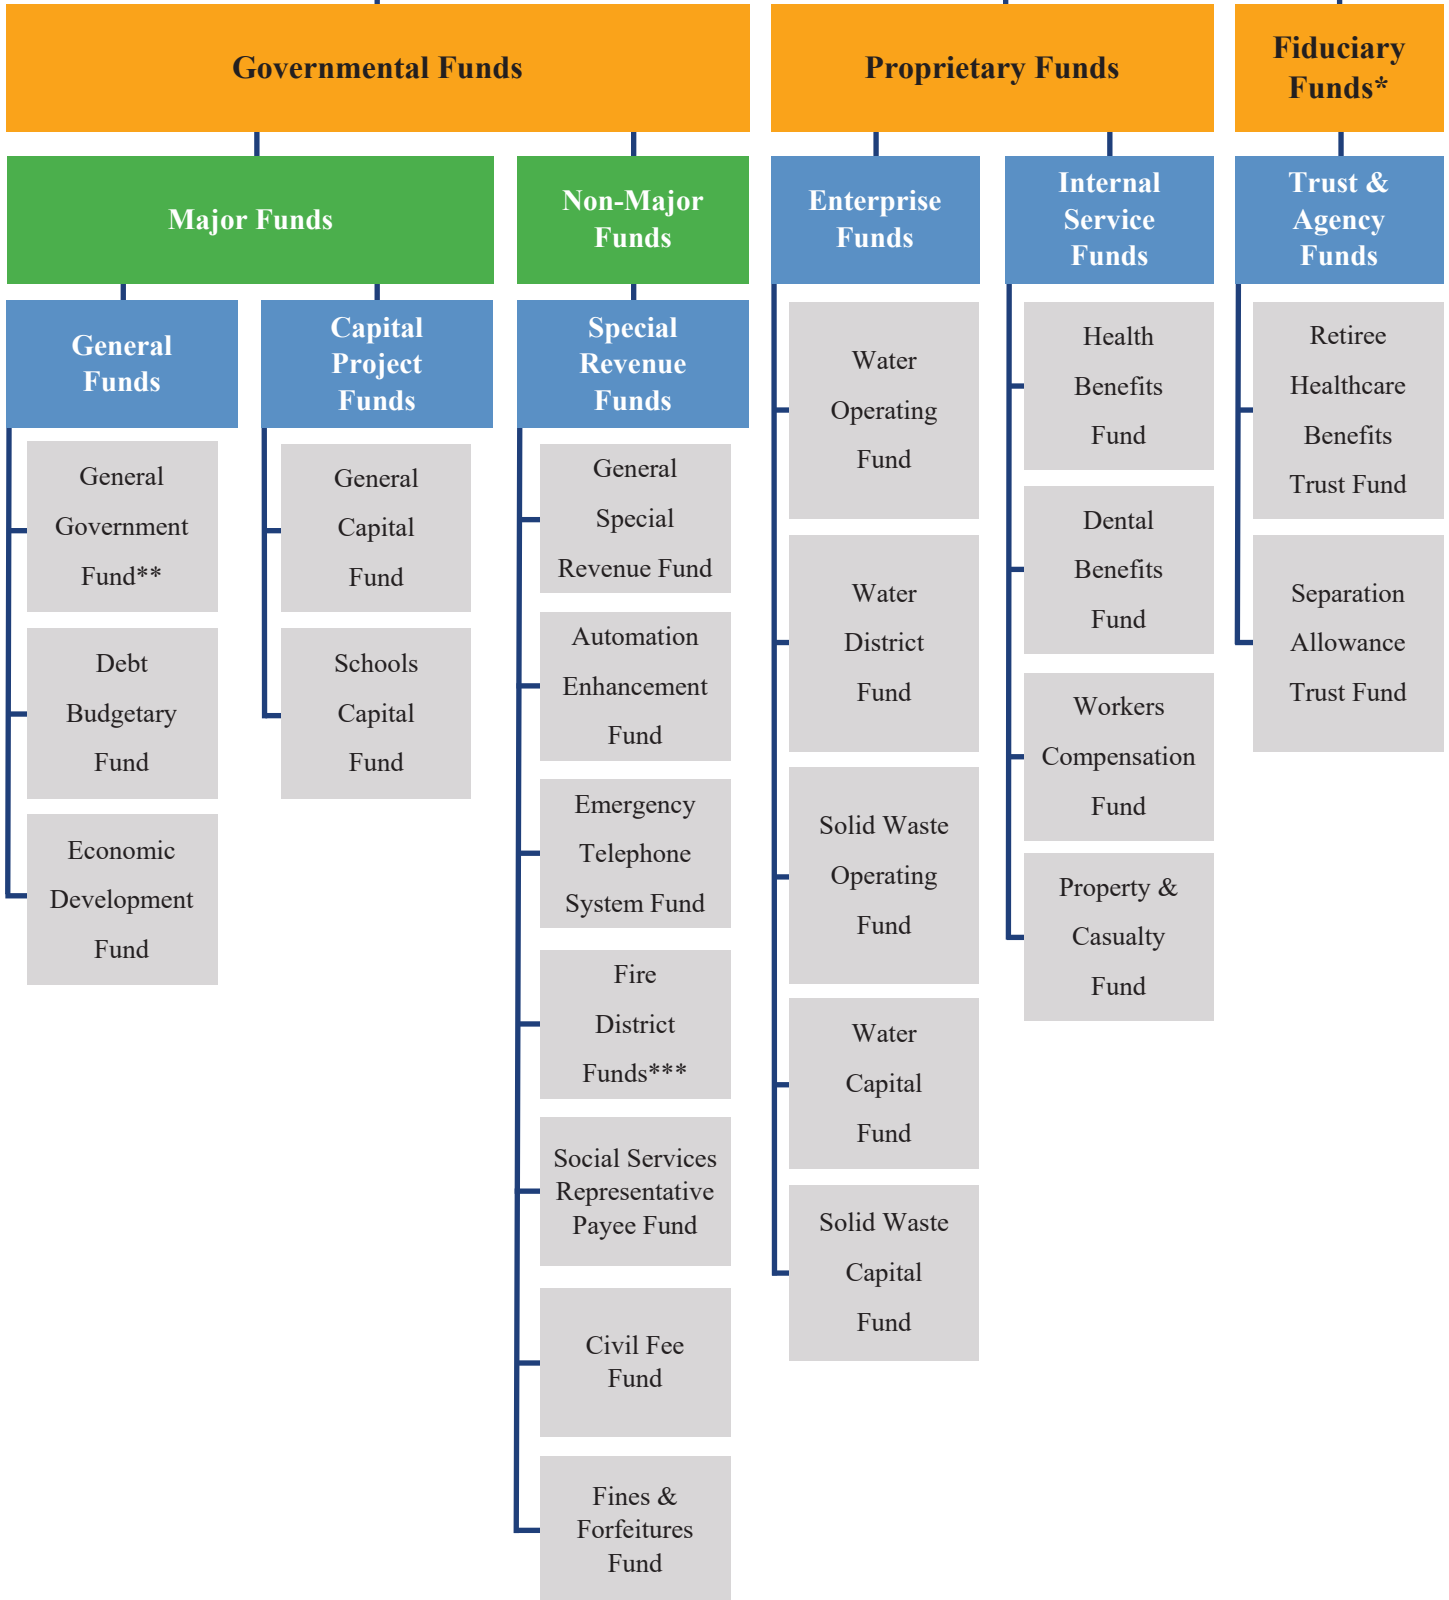 Governmental Funds
Proprietary Funds
Fiduciary
Funds*
Major Funds
Non-Major
Funds
Enterprise
Funds
Internal
Service
Funds
Trust &
Agency
Funds
General
Funds
Capital
Project
Funds
Special
Revenue
Funds
General
Government
Fund**
Debt
Budgetary
Fund
Economic
Development
Fund
General
Capital
Fund
Schools
Capital
Fund
General
Special
Revenue Fund
Automation
Enhancement
Fund
Emergency
Telephone
System Fund
Fire
District
Funds***
Social Services
Representative
Payee Fund
Civil Fee
Fund
Fines &
Forfeitures
Fund
Water
Operating
Fund
Water
District
Fund
Solid Waste
Operating
Fund
Water
Capital
Fund
Solid Waste
Capital
Fund
Health
Benefits
Fund
Dental
Benefits
Fund
Workers
Compensation
Fund
Property &
Casualty
Fund
Retiree
Healthcare
Benefits
Trust Fund
Separation
Allowance
Trust Fund